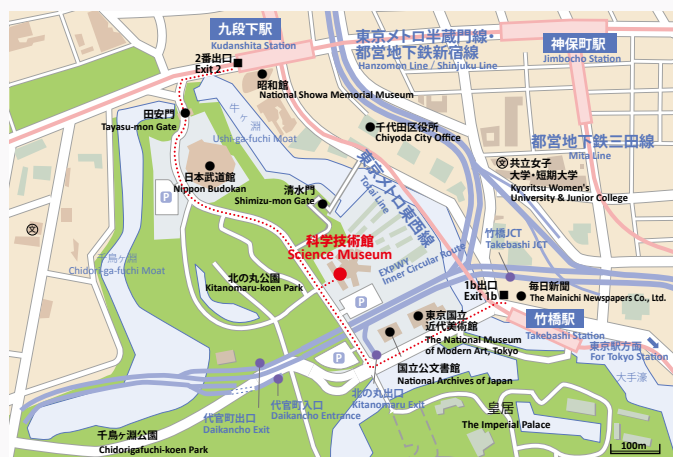 九段下駅
Kudanshita Station
2番出口
Exit 2
昭和館
National Showa Memorial Museum
東京メトロ半蔵門線・
都営地下鉄新宿線
Hanzomon Line / Shinjuku Line
神保町駅
Jimbocho Station
田安門
Tayasu-mon Gate
牛ヶ淵
Ushi-ga-fuchi Moat
千代田区役所
Chiyoda City Office
都営地下鉄三田線
Mita Line
日本武道館
Nippon Budokan
清水門
Shimizu-mon Gate
東京メトロ東西線
Tozai Line
文
共立女子
大学・短期大学
Kyoritsu Women's
University & Junior College
P
文
千鳥ヶ淵
Chidori-ga-fuchi Moat
科学技術館
Science Museum
北の丸公園
Kitanomaru-koen Park
EXPWY
Inner Circular Route
竹橋JCT
Takebashi JCT
1b出口
Exit 1b
毎日新聞
The Mainichi Newspapers Co., Ltd.
P
竹橋駅
Takebashi Station
東京国立
近代美術館
The National Museum
of Modern Art, Tokyo
東京駅方面
For Tokyo Station
P
国立公文書館
National Archives of Japan
大手濠
北の丸出口
Kitanomaru Exit
代官町出口
Daikancho Exit
代官町入口
Daikancho Entrance
皇居
The Imperial Palace
千鳥ヶ淵公園
Chidorigafuchi-koen Park
100m